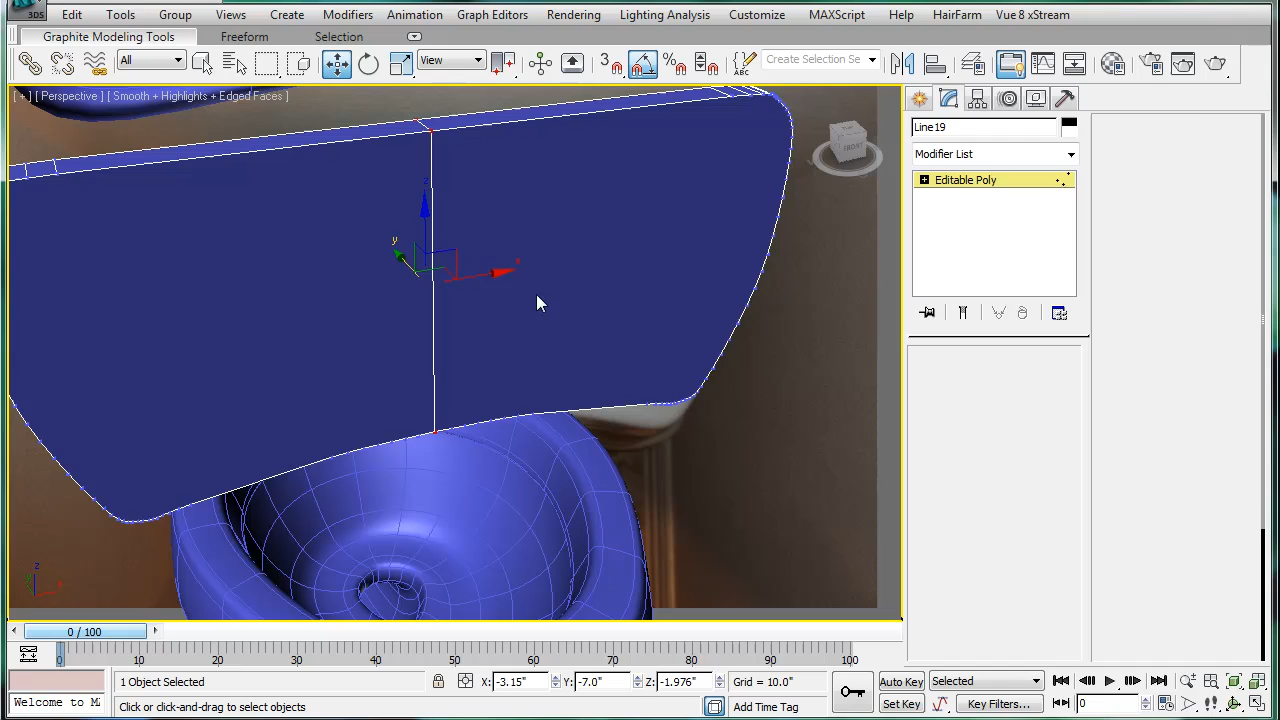 3DS Edit Tools Group Views Create Modifiers Animation Graph Editors Rendering Lighting Analysis Customize MAXScript Help HairFarm Vue 8 xStream
Graphite Modeling Tools Freeform Selection
All View 3 % ABC Create Selection Se
[ + ] [ Perspective ] [ Smooth + Highlights + Edged Faces ]
FRONT
Line19
Modifier List
Editable Poly
z
y
x
z
0 / 100
0 10 20 30 40 50 60 70 80 90 100
1 Object Selected X: -3.15" Y: -7.0" Z: -1.976" Grid = 10.0" Auto Key Selected
Welcome to M Click or click-and-drag to select objects Add Time Tag Set Key Key Filters... 0